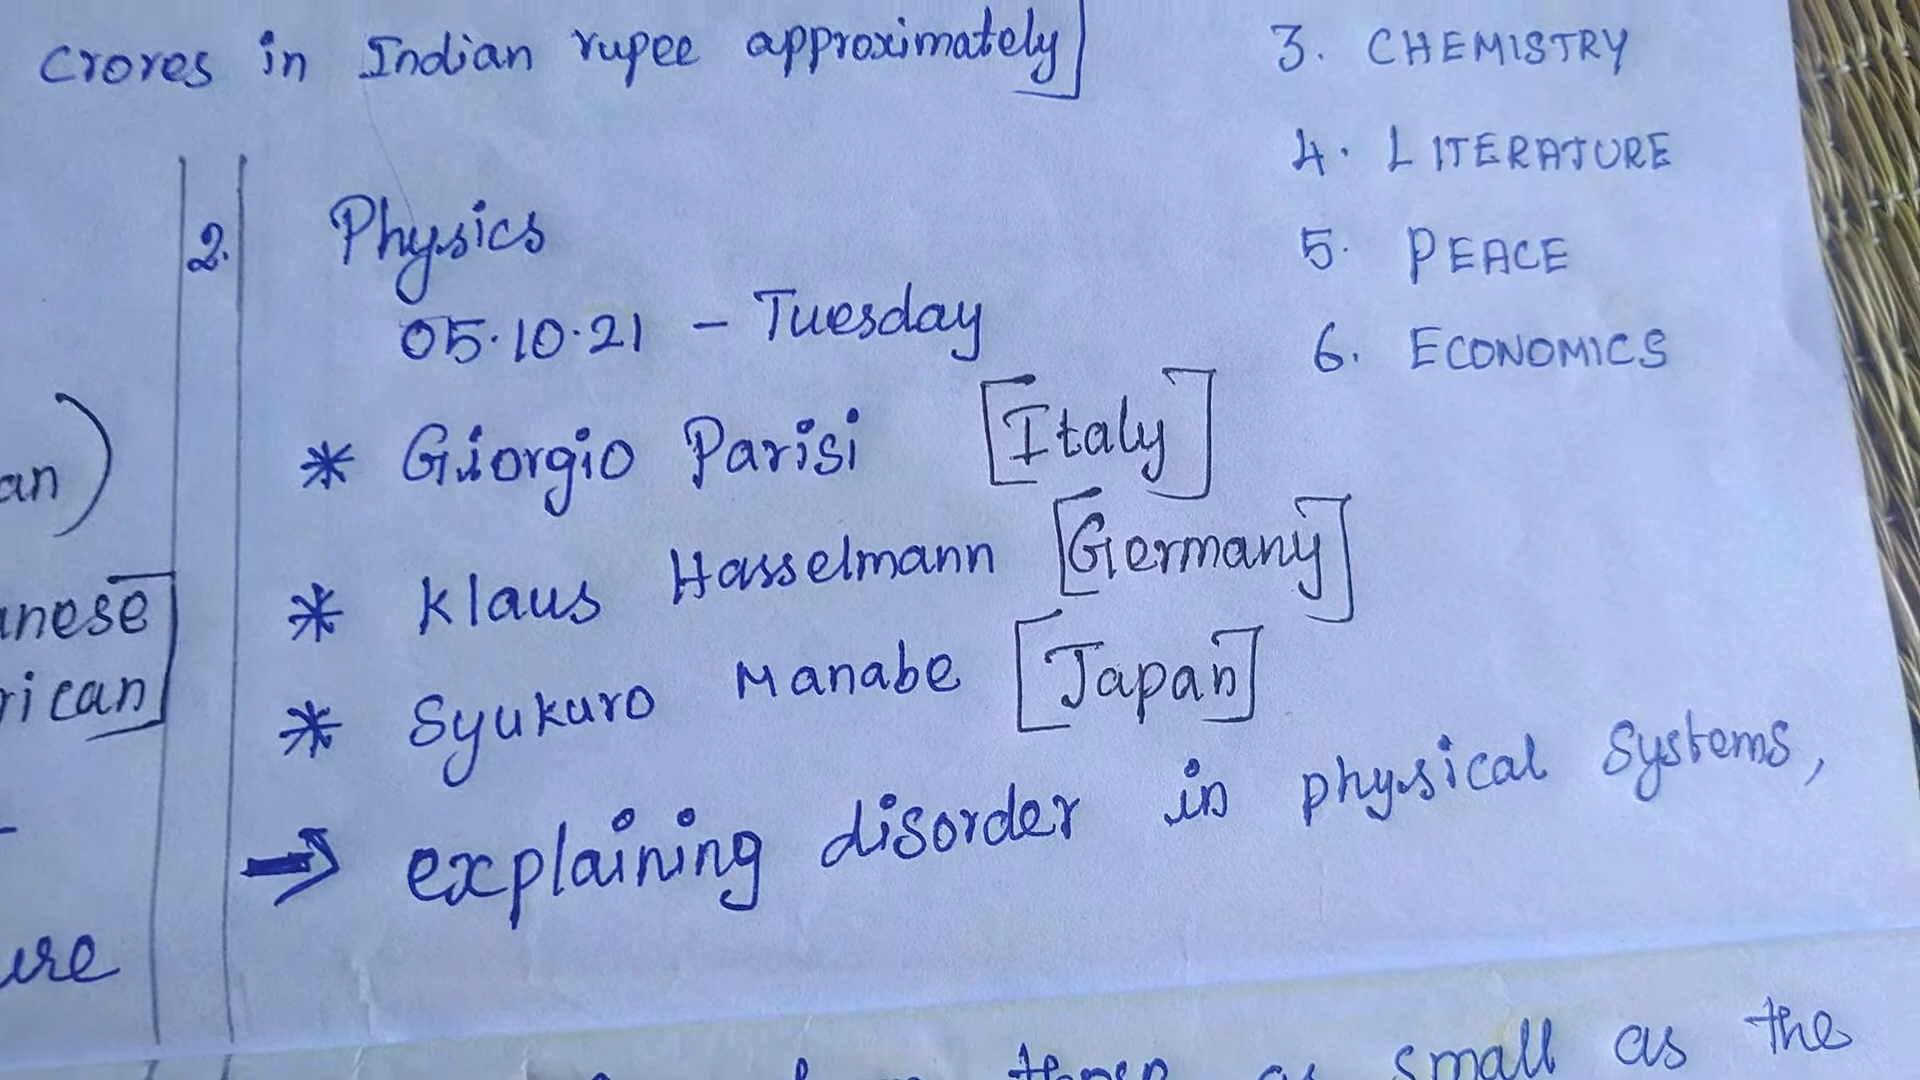 crores in Indian rupee approximately]
3. CHEMISTRY
4. LITERATURE
5. PEACE
6. ECONOMICS
2. Physics
05.10.21 - Tuesday
* Giorgio Parisi [Italy]
* Klaus Hasselmann [Germany]
* Syukuro Manabe [Japan]
→ explaining disorder in physical systems,
an)
nese
rican]
ure
as small as the